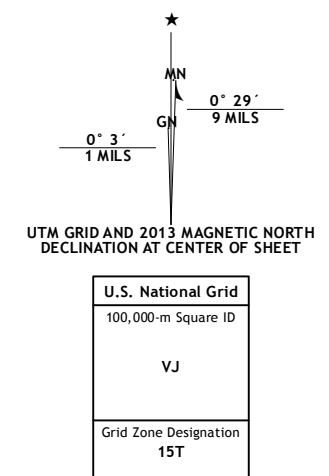 ★
MN
0° 29´
9 MILS
GN
0° 3´
1 MILS
UTM GRID AND 2013 MAGNETIC NORTH
DECLINATION AT CENTER OF SHEET
U.S. National Grid
100,000-m Square ID
VJ
Grid Zone Designation
15T